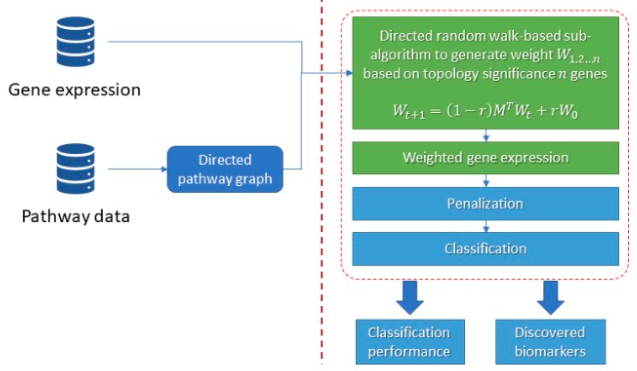 Gene expression
Pathway data
Directed
pathway graph
Directed random walk-based sub-
algorithm to generate weight W₁,₂...ₙ
based on topology significance n genes
Wₜ₊₁ = (1 − r)MᵀWₜ + rW₀
Weighted gene expression
Penalization
Classification
Classification
performance
Discovered
biomarkers